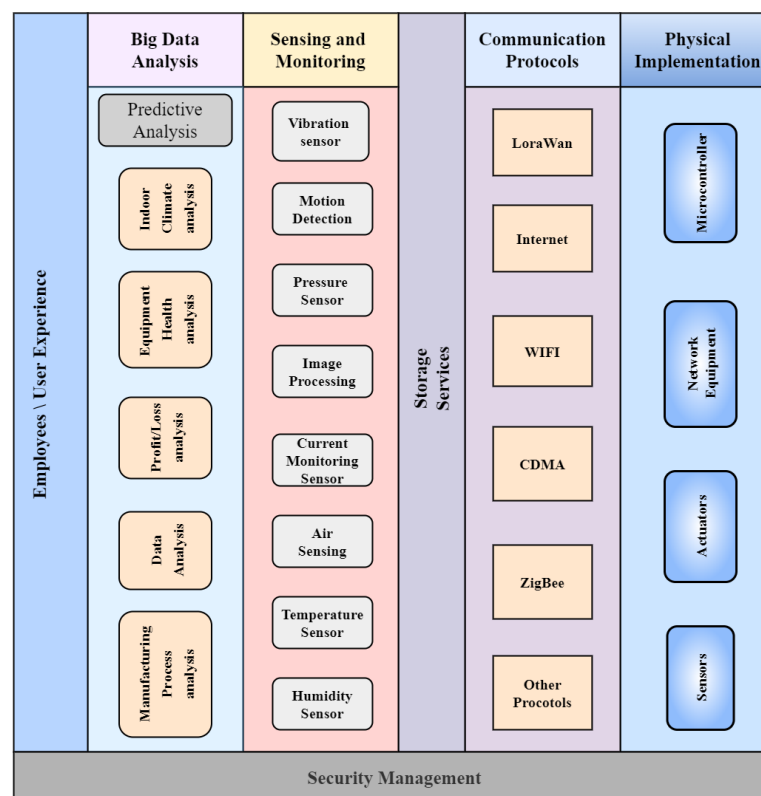 Employees \ User Experience
Big Data
Analysis
Predictive
Analysis
Indoor
Climate
analysis
Equipment
Health
analysis
Profit/Loss
analysis
Data
Analysis
Manufacturing
Process
analysis
Sensing and
Monitoring
Vibration
sensor
Motion
Detection
Pressure
Sensor
Image
Processing
Current
Monitoring
Sensor
Air
Sensing
Temperature
Sensor
Humidity
Sensor
Storage
Services
Communication
Protocols
LoraWan
Internet
WIFI
CDMA
ZigBee
Other
Procotols
Physical
Implementation
Microcontroller
Network
Equipment
Actuators
Sensors
Security Management